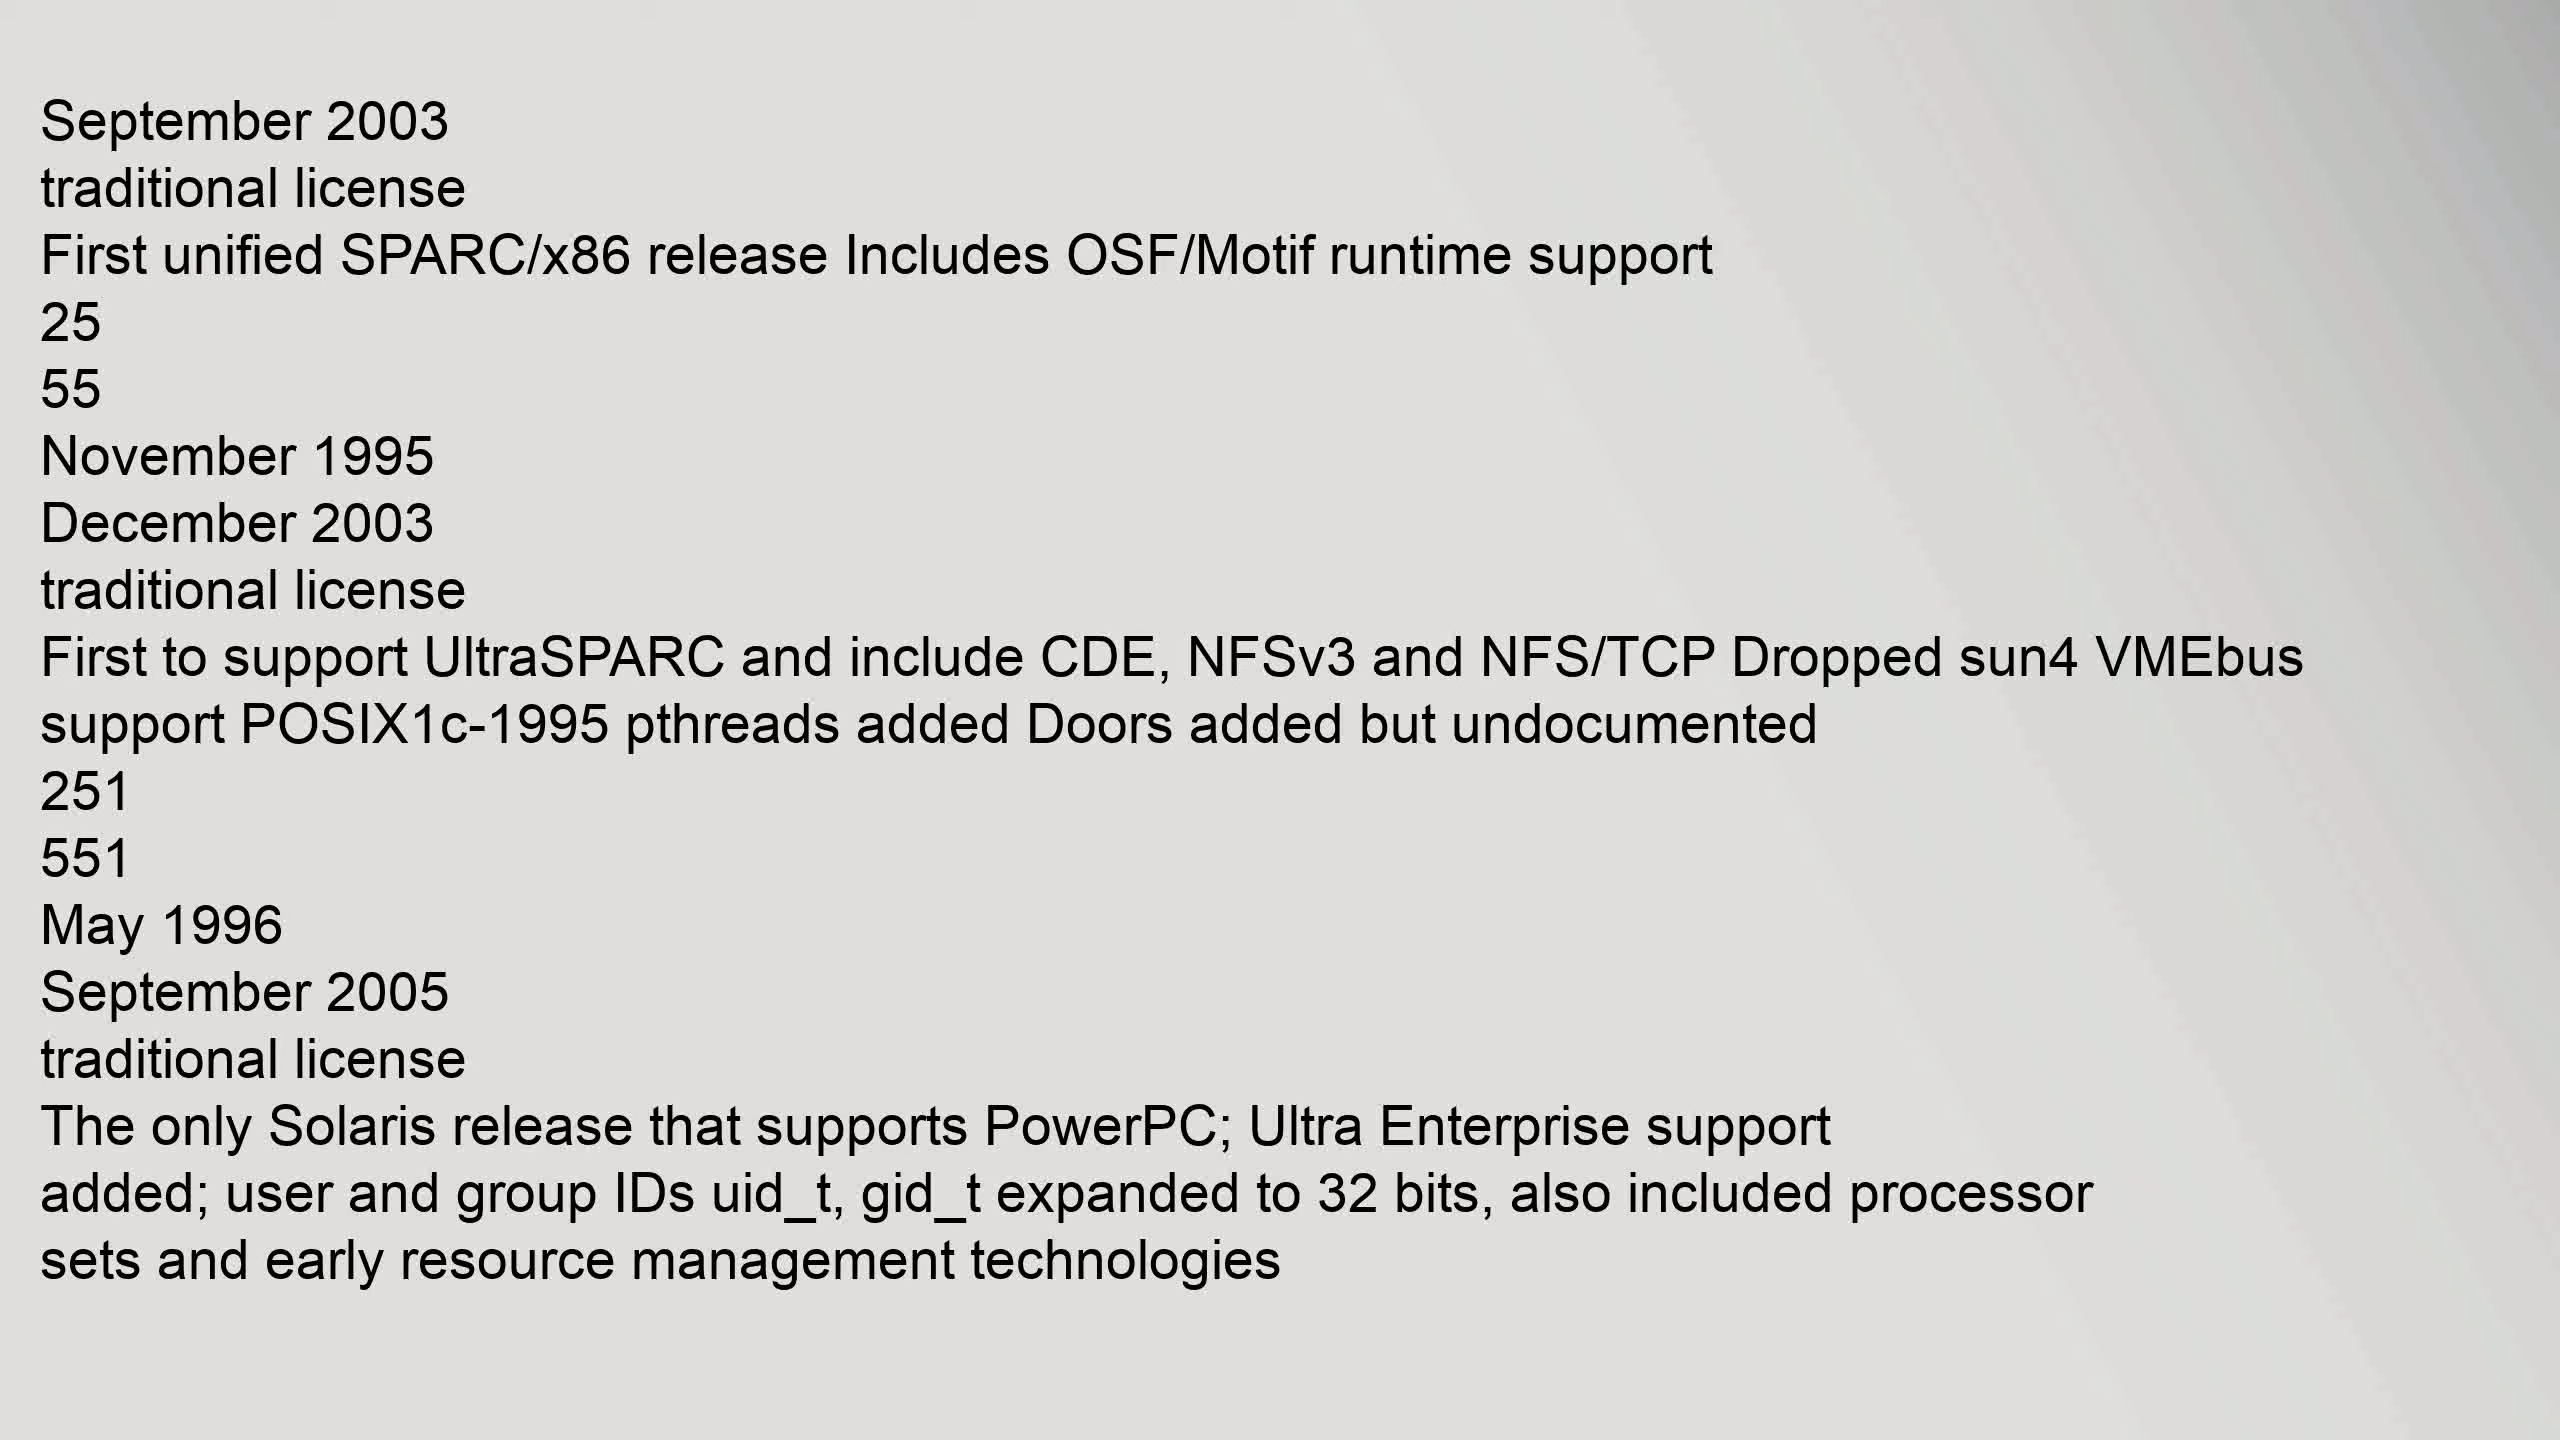 September 2003
traditional license
First unified SPARC/x86 release Includes OSF/Motif runtime support
25
55
November 1995
December 2003
traditional license
First to support UltraSPARC and include CDE, NFSv3 and NFS/TCP Dropped sun4 VMEbus
support POSIX1c-1995 pthreads added Doors added but undocumented
251
551
May 1996
September 2005
traditional license
The only Solaris release that supports PowerPC; Ultra Enterprise support
added; user and group IDs uid_t, gid_t expanded to 32 bits, also included processor
sets and early resource management technologies